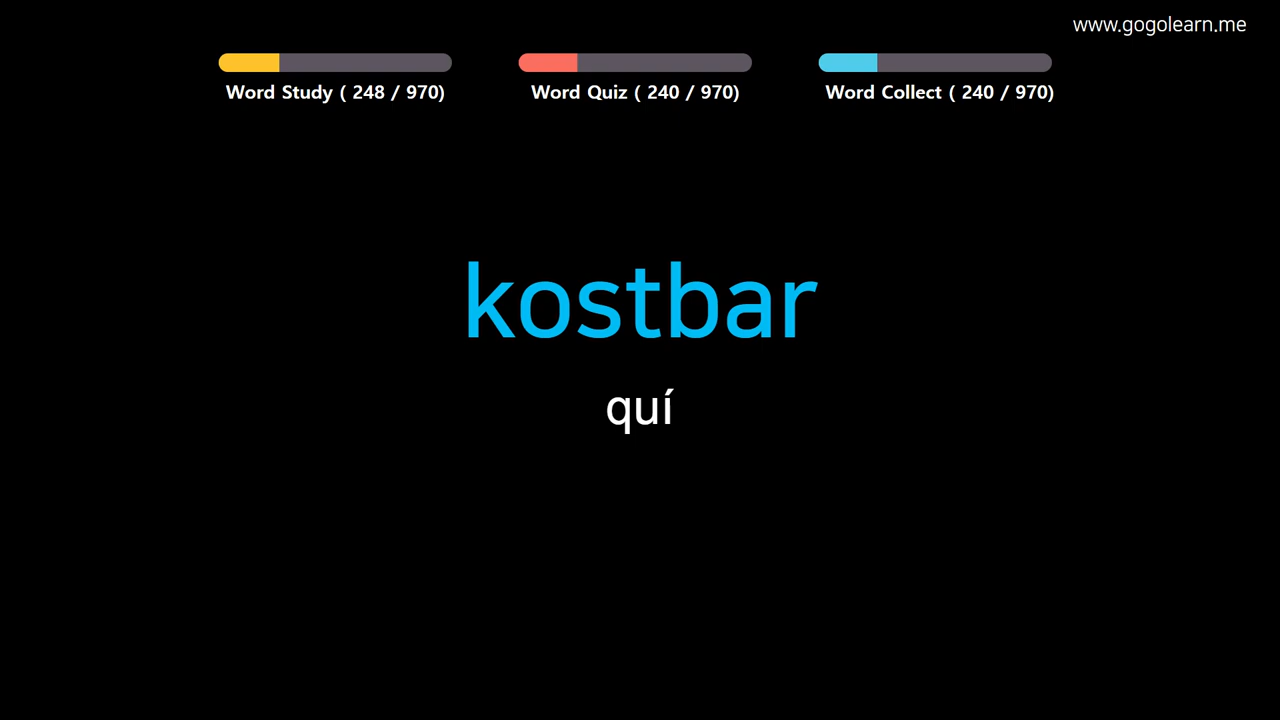 www.gogolearn.me
Word Study ( 248 / 970)
Word Quiz ( 240 / 970)
Word Collect ( 240 / 970)
kostbar
quí